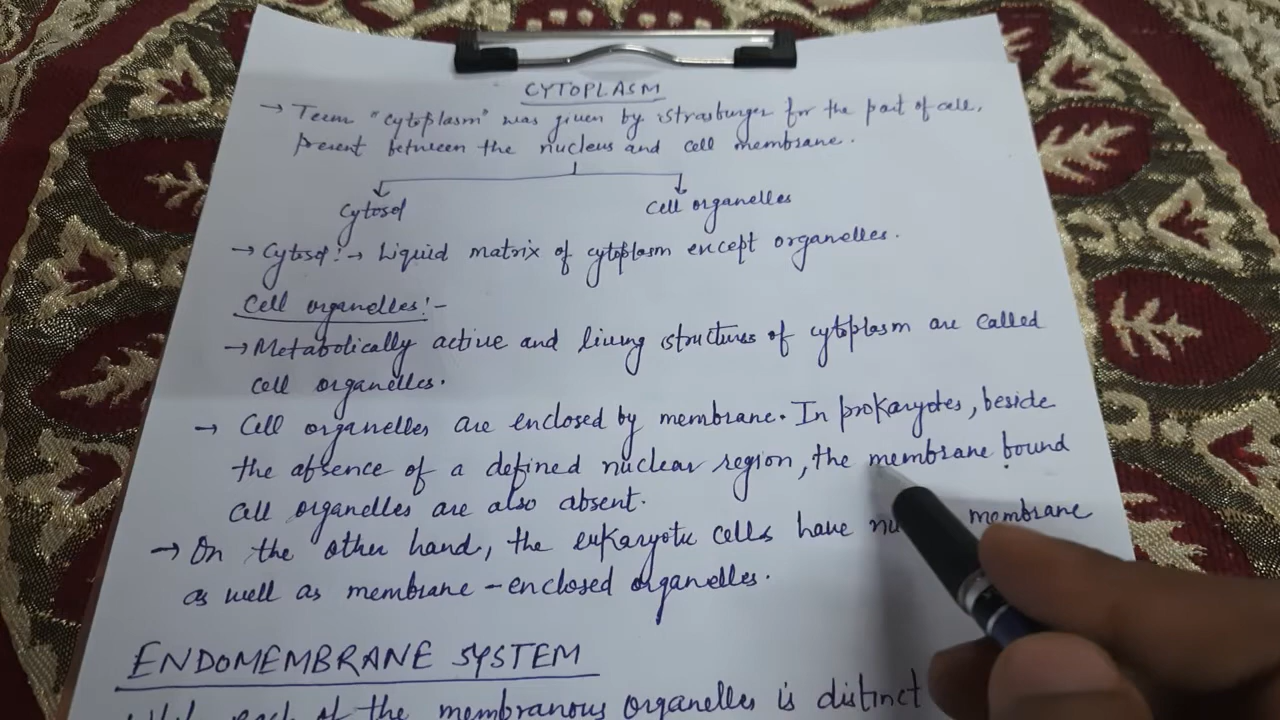 CYTOPLASM
→ Term "cytoplasm" was given by strasburger for the part of cell,
present between the nucleus and cell membrane.
Cytosol Cell organelles
→ Cytosol :→ Liquid matrix of cytoplasm except organelles.
Cell organelles:-
→ Metabolically active and living structures of cytoplasm are called
cell organelles.
→ Cell organelles are enclosed by membrane. In prokaryotes, beside
the absence of a defined nuclear region, the membrane bound
cell organelles are also absent.
→ On the other hand, the eukaryotic cells have membrane
as well as membrane-enclosed organelles.
ENDOMEMBRANE SYSTEM
each of the membranous organelles is distinct